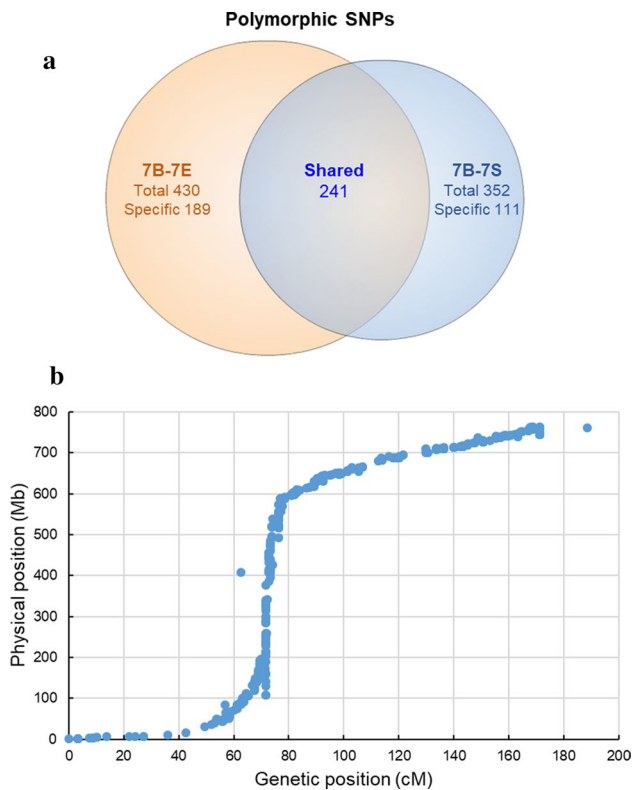 Polymorphic SNPs
a
7B-7E
Total 430
Specific 189
Shared
241
7B-7S
Total 352
Specific 111
b
Physical position (Mb)
800
700
600
500
400
300
200
100
0
0 20 40 60 80 100 120 140 160 180 200
Genetic position (cM)